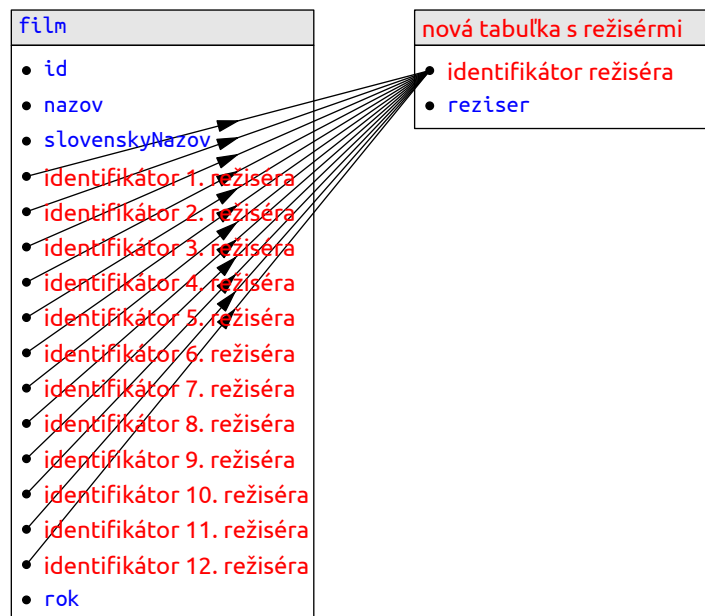 film
id
nazov
slovenskyNazov
identifikátor 1. režiséra
identifikátor 2. režiséra
identifikátor 3. režiséra
identifikátor 4. režiséra
identifikátor 5. režiséra
identifikátor 6. režiséra
identifikátor 7. režiséra
identifikátor 8. režiséra
identifikátor 9. režiséra
identifikátor 10. režiséra
identifikátor 11. režiséra
identifikátor 12. režiséra
rok
nová tabuľka s režisérmi
identifikátor režiséra
reziser